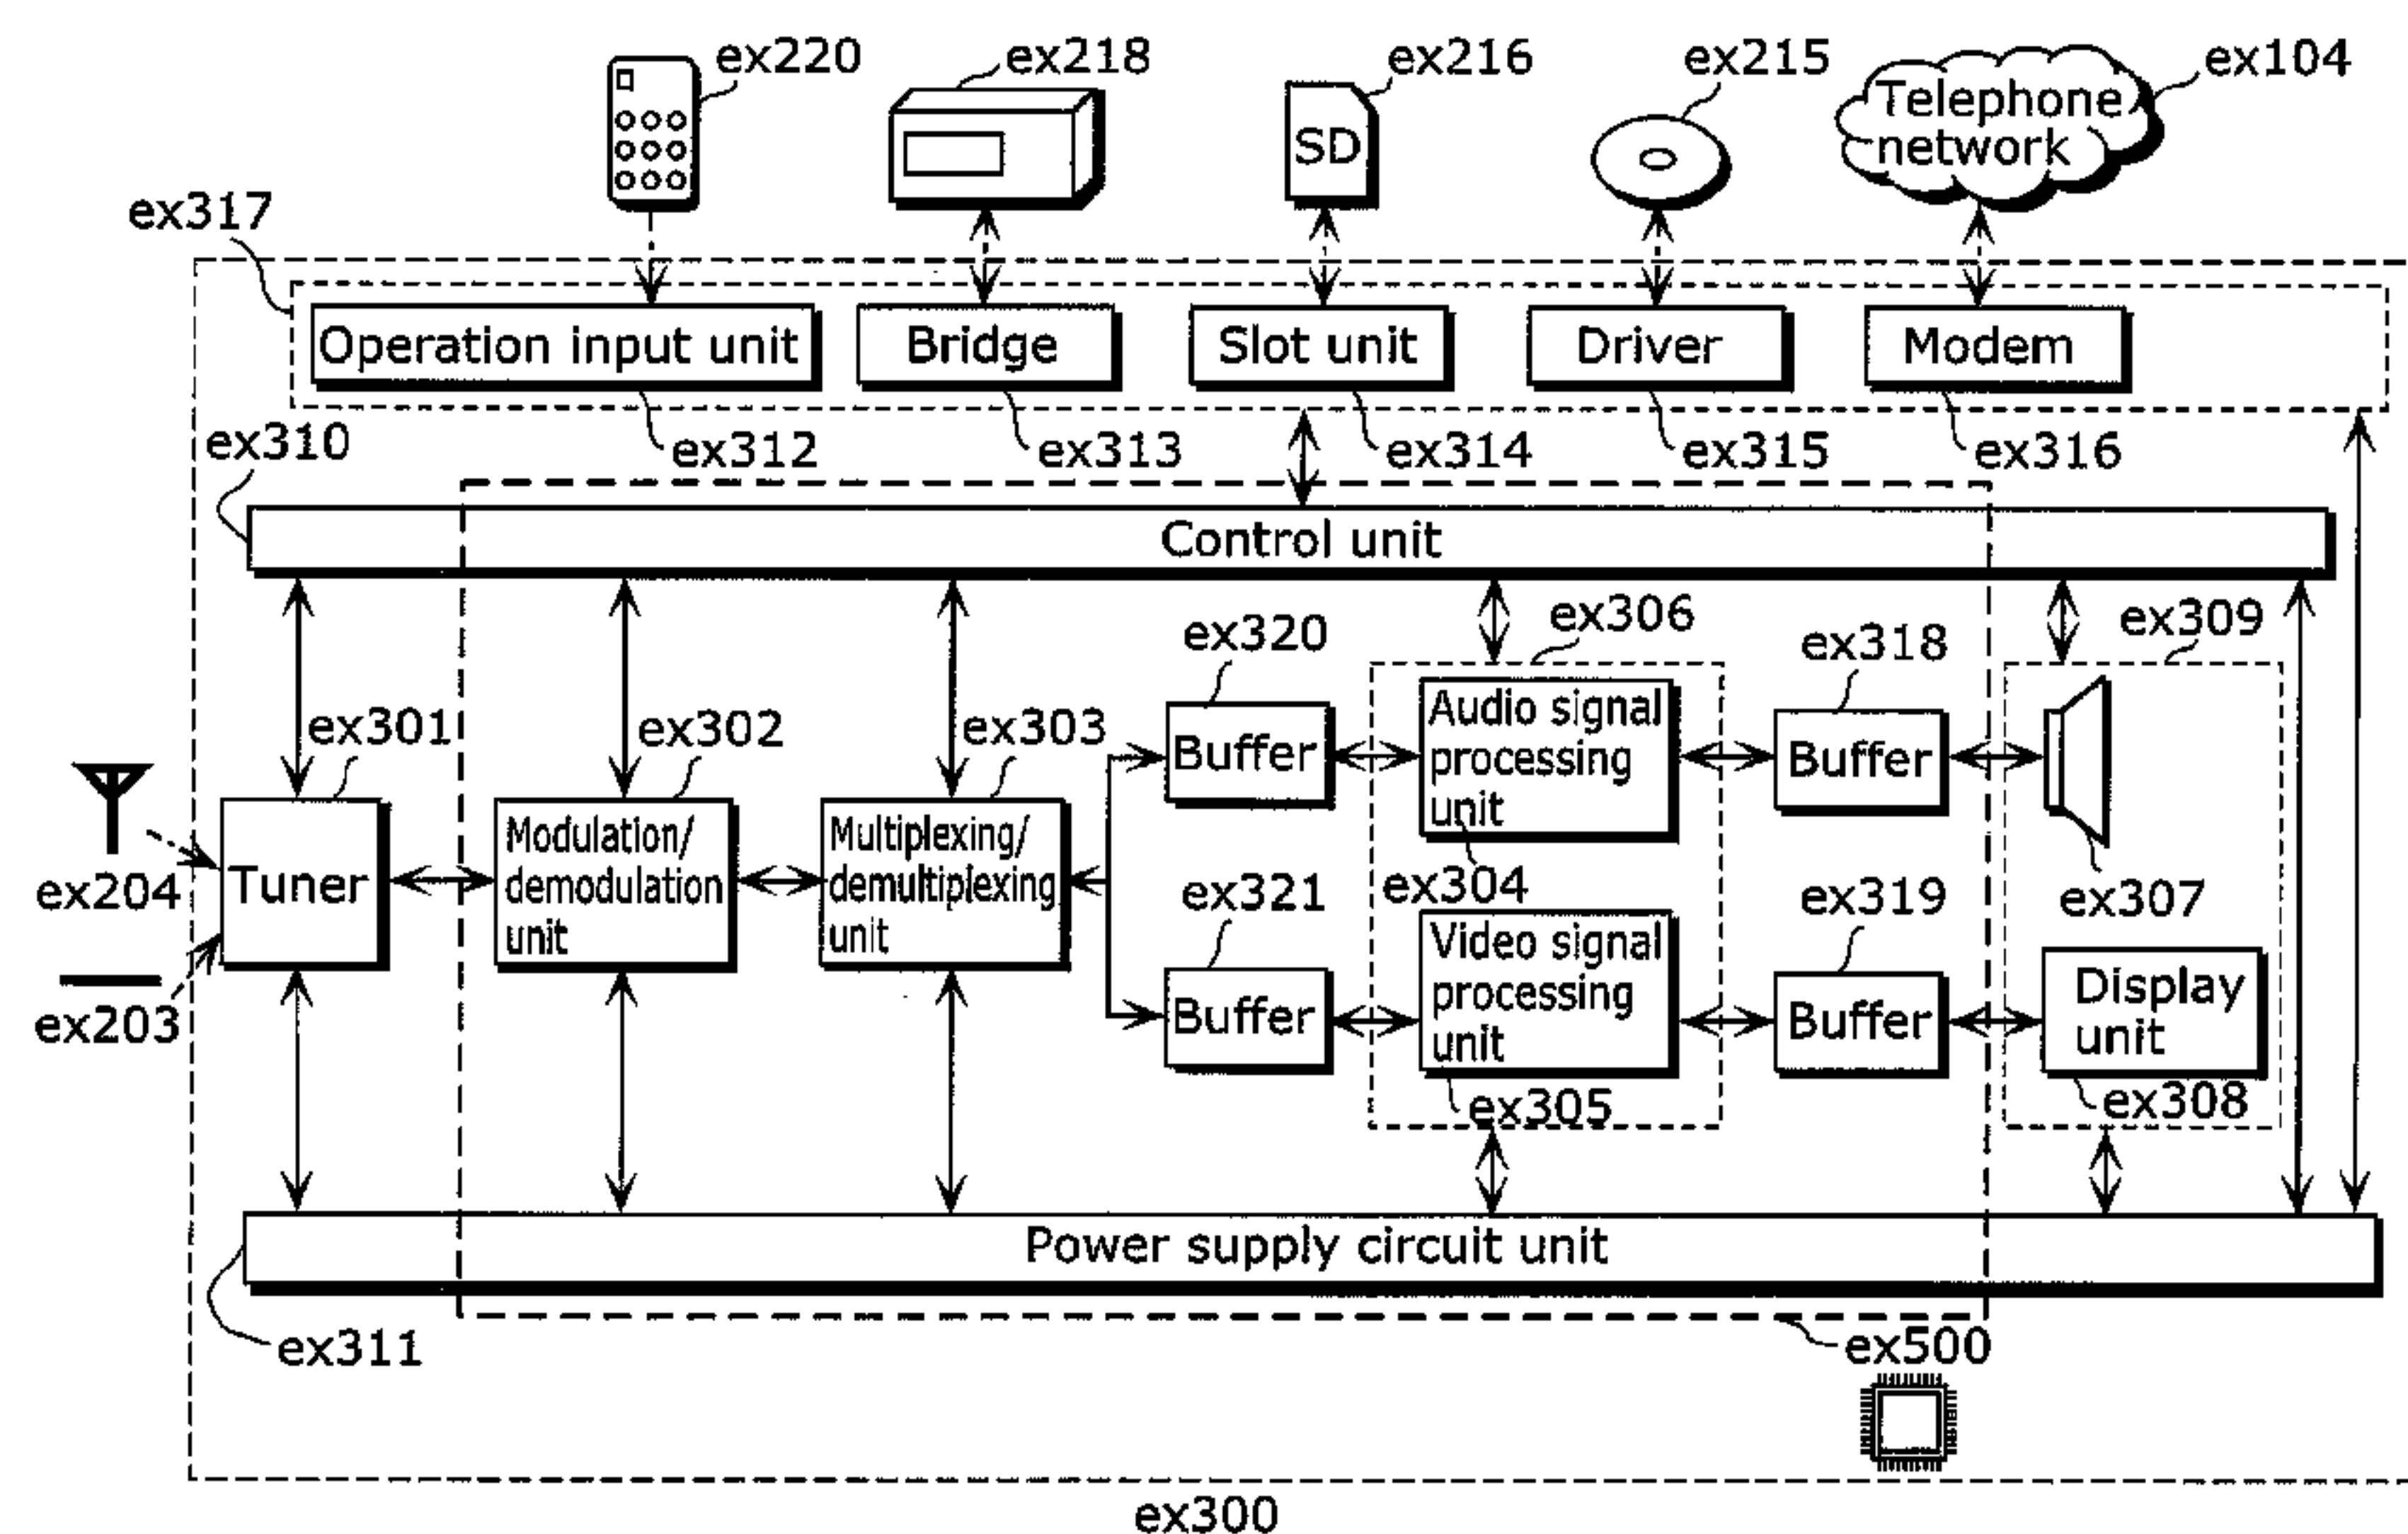 ex220
ex218
ex216
ex215
ex104
Telephone
network
SD
ex317
Operation input unit
Bridge
Slot unit
Driver
Modem
ex310
ex312
ex313
ex314
ex315
ex316
Control unit
ex306
ex309
ex320
ex318
ex301
ex302
ex303
Buffer
Audio signal
processing
unit
Buffer
ex304
ex307
ex204
Tuner
Modulation/
demodulation
unit
Multiplexing/
demultiplexing
unit
ex321
ex319
ex203
Buffer
Video signal
processing
unit
Buffer
Display
unit
ex305
ex308
Power supply circuit unit
ex311
ex500
ex300